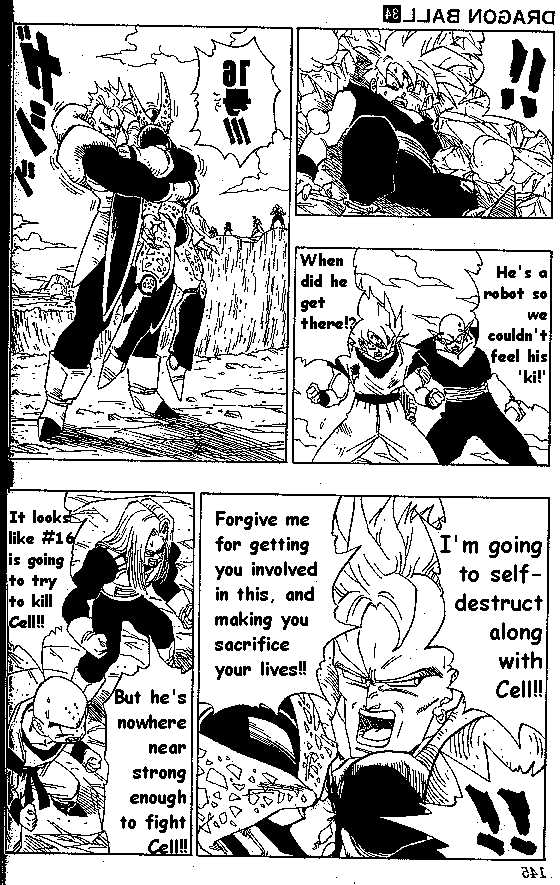 DRAGON BALL
16号!!!
!!
When
did he
get
there!?
He's a
robot so
we
couldn't
feel his
'ki!'
It looks
like #16
is going
to try
to kill
Cell!!
But he's
nowhere
near
strong
enough
to fight
Cell!!
Forgive me
for getting
you involved
in this, and
making you
sacrifice
your lives!!
I'm going
to self-
destruct
along
with
Cell!!
!!
145